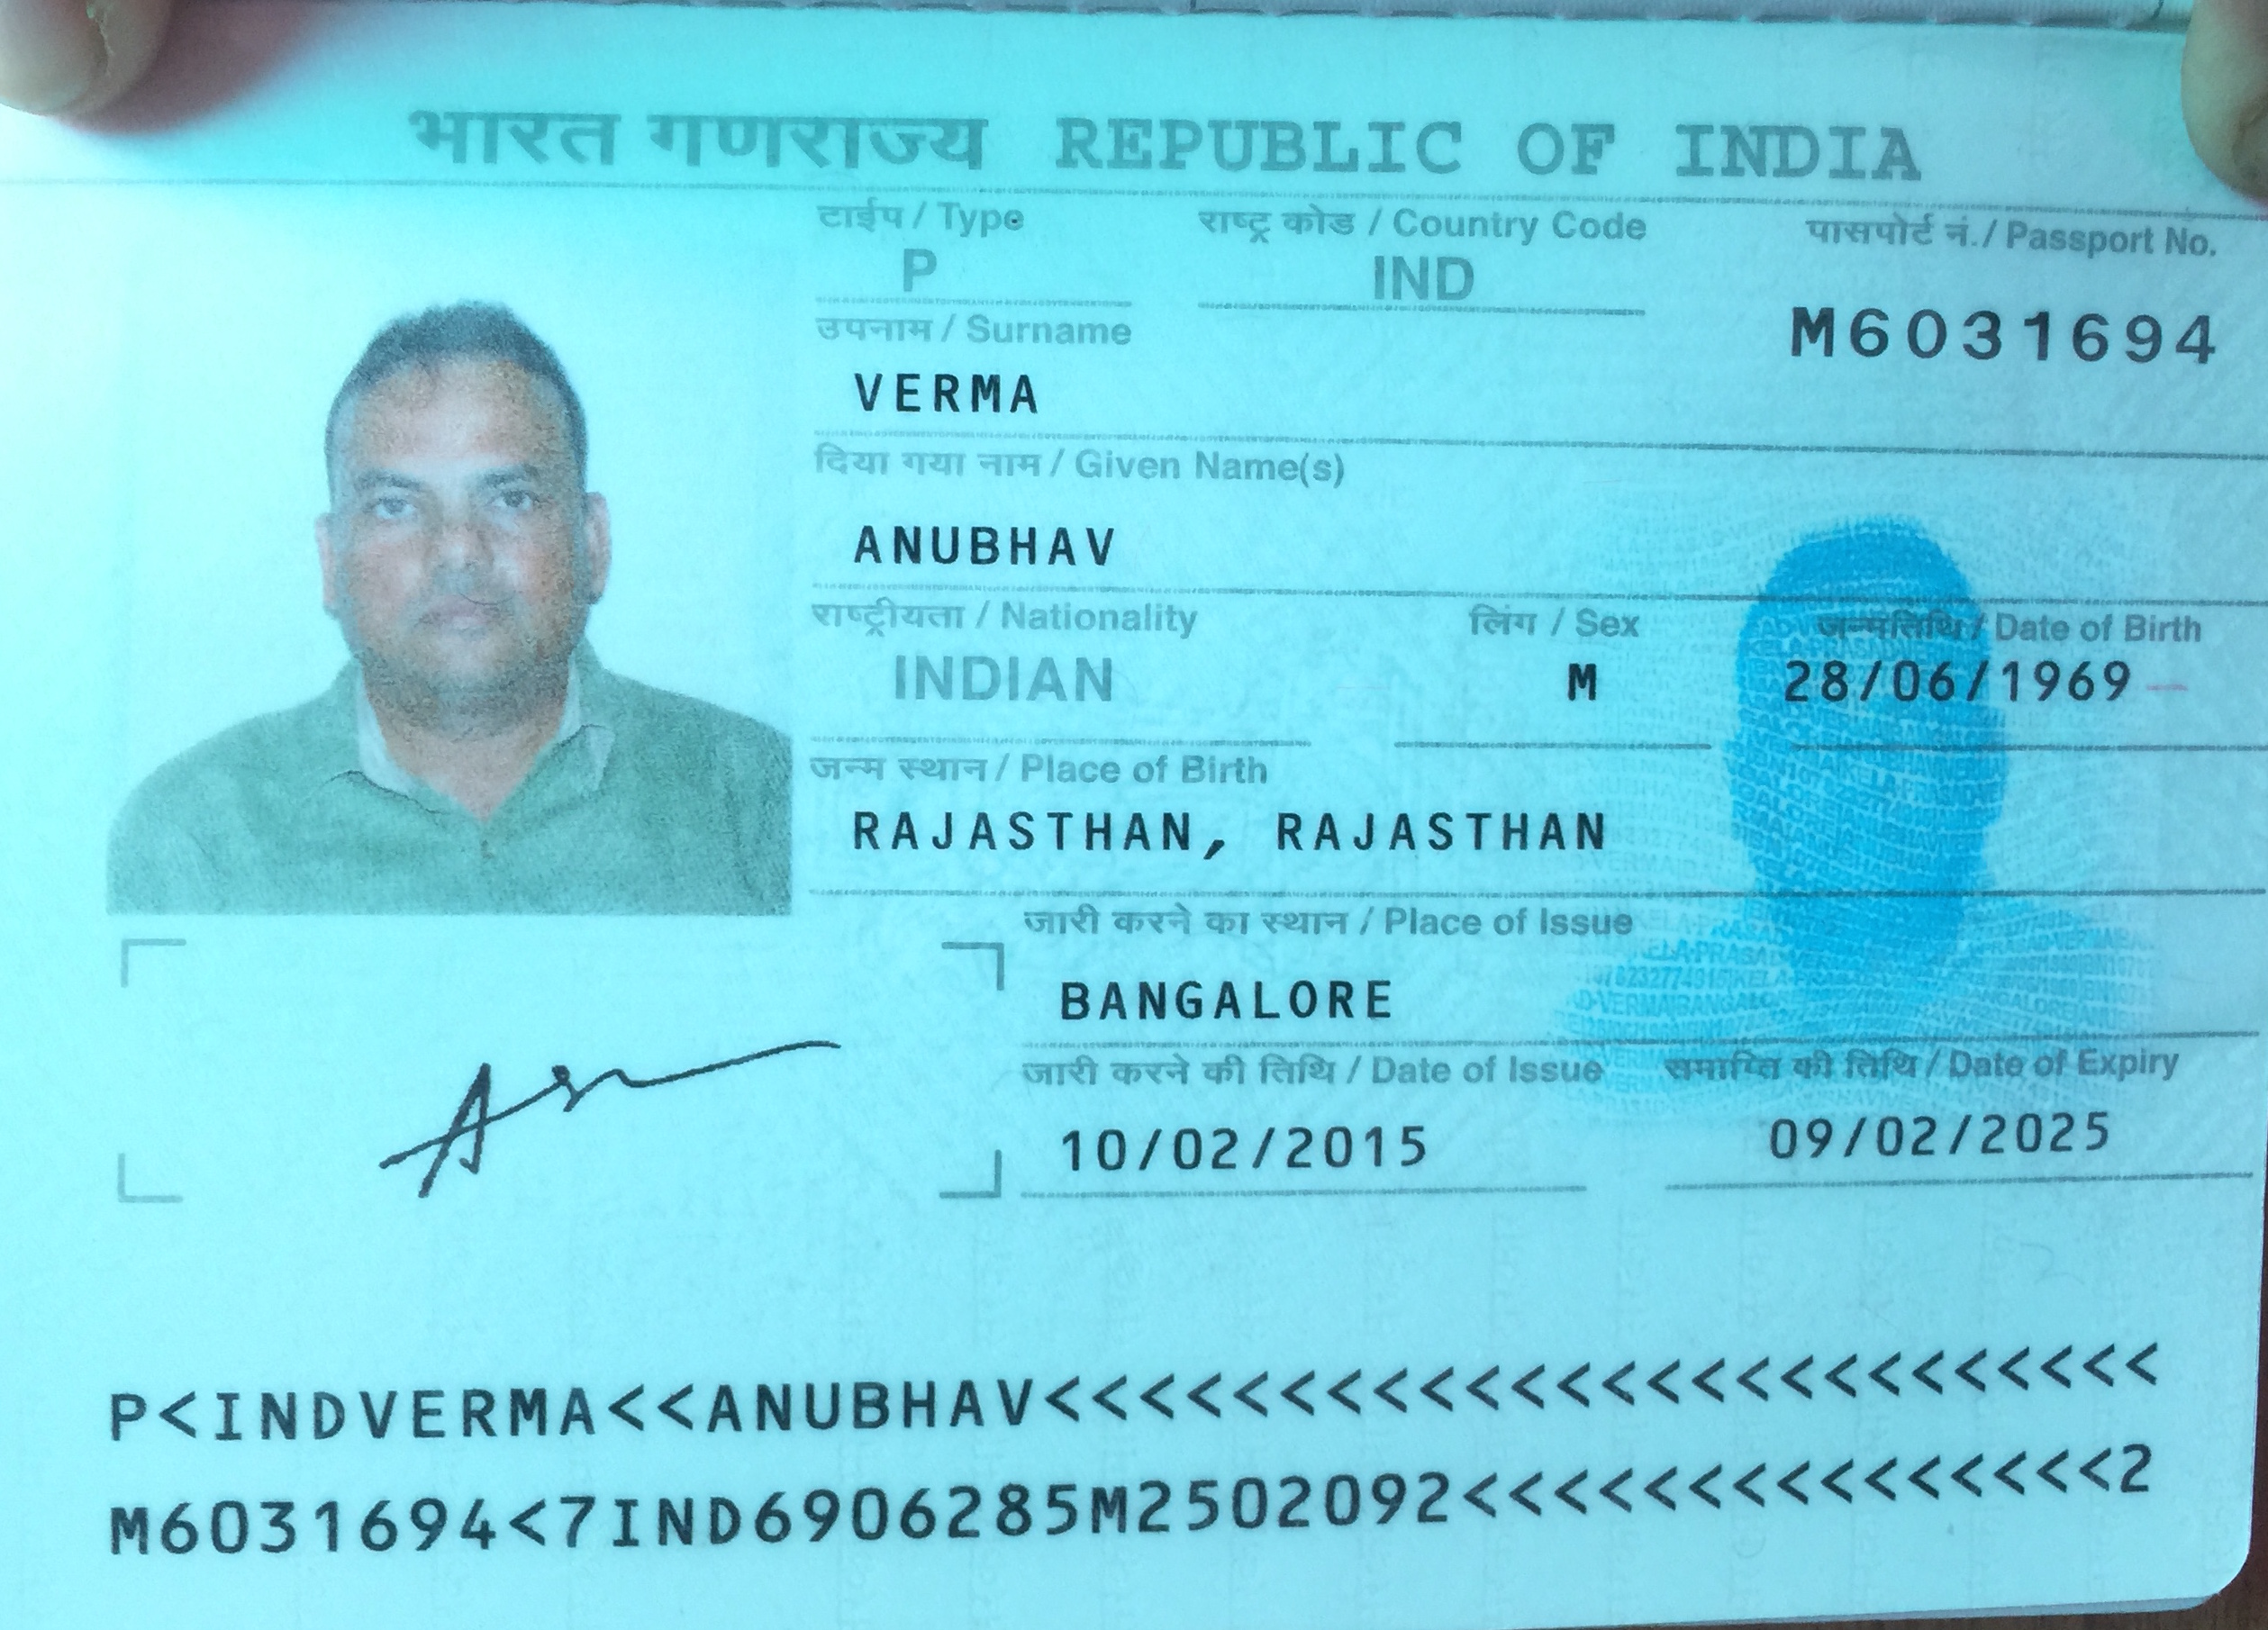 भारत गणराज्य REPUBLIC OF INDIA
टाईप / Type
राष्ट्र कोड / Country Code
पासपोर्ट नं. / Passport No.
P
IND
M6031694
उपनाम / Surname
VERMA
दिया गया नाम / Given Name(s)
ANUBHAV
राष्ट्रीयता / Nationality
लिंग / Sex
जन्मतिथि / Date of Birth
INDIAN
M
28/06/1969
जन्म स्थान / Place of Birth
RAJASTHAN, RAJASTHAN
जारी करने का स्थान / Place of Issue
BANGALORE
जारी करने की तिथि / Date of Issue
समाप्ति की तिथि / Date of Expiry
10/02/2015
09/02/2025
P<INDVERMA<<ANUBHAV<<<<<<<<<<<<<<<<<<<<<<<<<
M6031694<7IND6906285M2502092<<<<<<<<<<<<<<<2